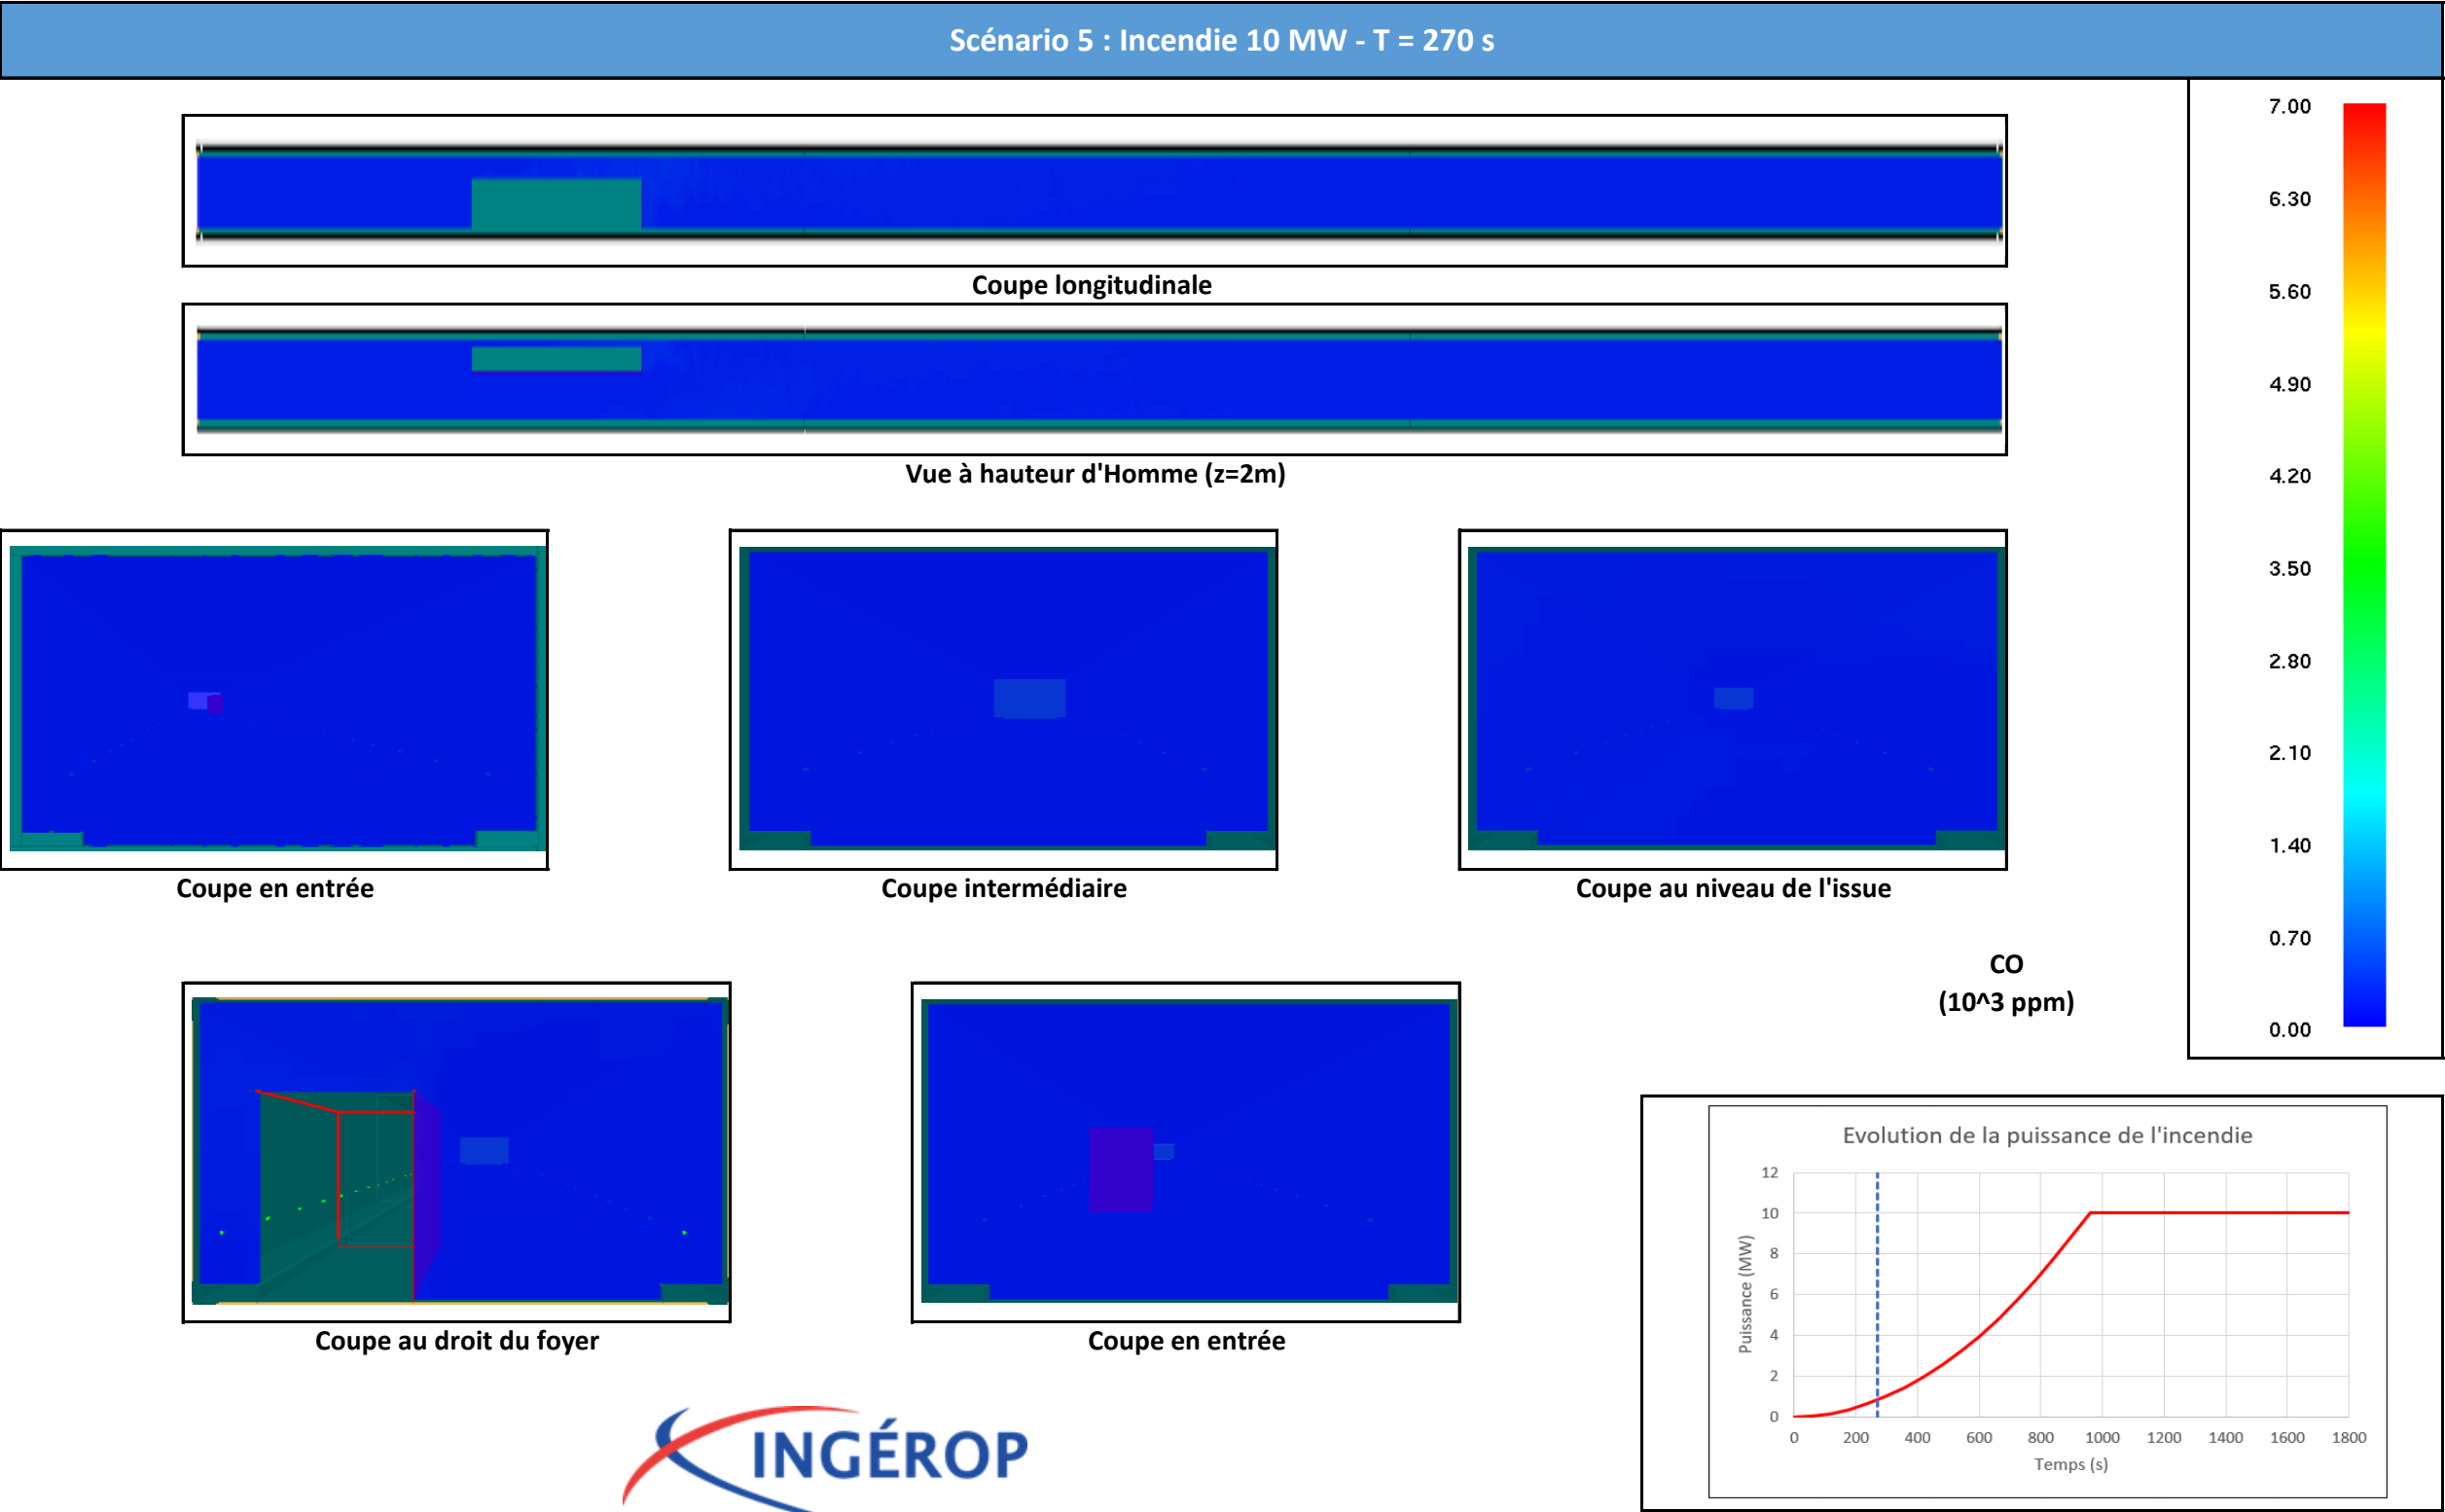 Scénario 5 : Incendie 10 MW - T = 270 s
Coupe longitudinale
Vue à hauteur d'Homme (z=2m)
Coupe en entrée
Coupe intermédiaire
Coupe au niveau de l'issue
Coupe au droit du foyer
Coupe en entrée
7.00
6.30
5.60
4.90
4.20
3.50
2.80
2.10
1.40
0.70
0.00
CO
(10^3 ppm)
Evolution de la puissance de l'incendie
Puissance (MW)
12
10
8
6
4
2
0
0 200 400 600 800 1000 1200 1400 1600 1800
Temps (s)
INGÉROP